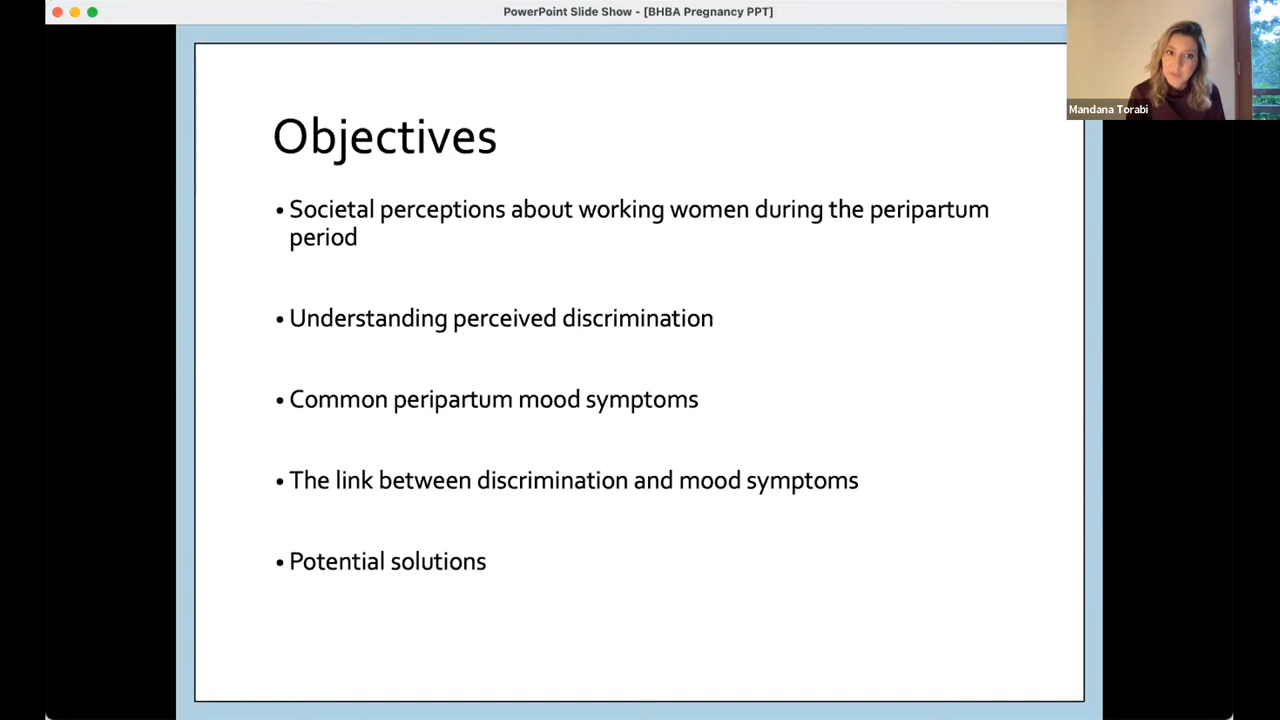 PowerPoint Slide Show - [BHBA Pregnancy PPT]
Mandana Torabi
Objectives
• Societal perceptions about working women during the peripartum
period
• Understanding perceived discrimination
• Common peripartum mood symptoms
• The link between discrimination and mood symptoms
• Potential solutions